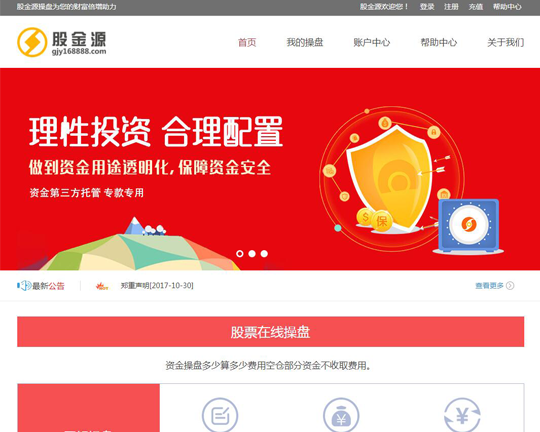 股金源操盘为您的财富倍增助力
股金源欢迎您！ 登录 注册 充值 帮助中心
股金源
gjy168888.com
首页 我的操盘 账户中心 帮助中心 关于我们
理性投资 合理配置
做到资金用途透明化,保障资金安全
资金第三方托管 专款专用
$ 保
最新公告 郑重声明[2017-10-30] 查看更多
股票在线操盘
资金操盘多少算多少费用空仓部分资金不收取费用。